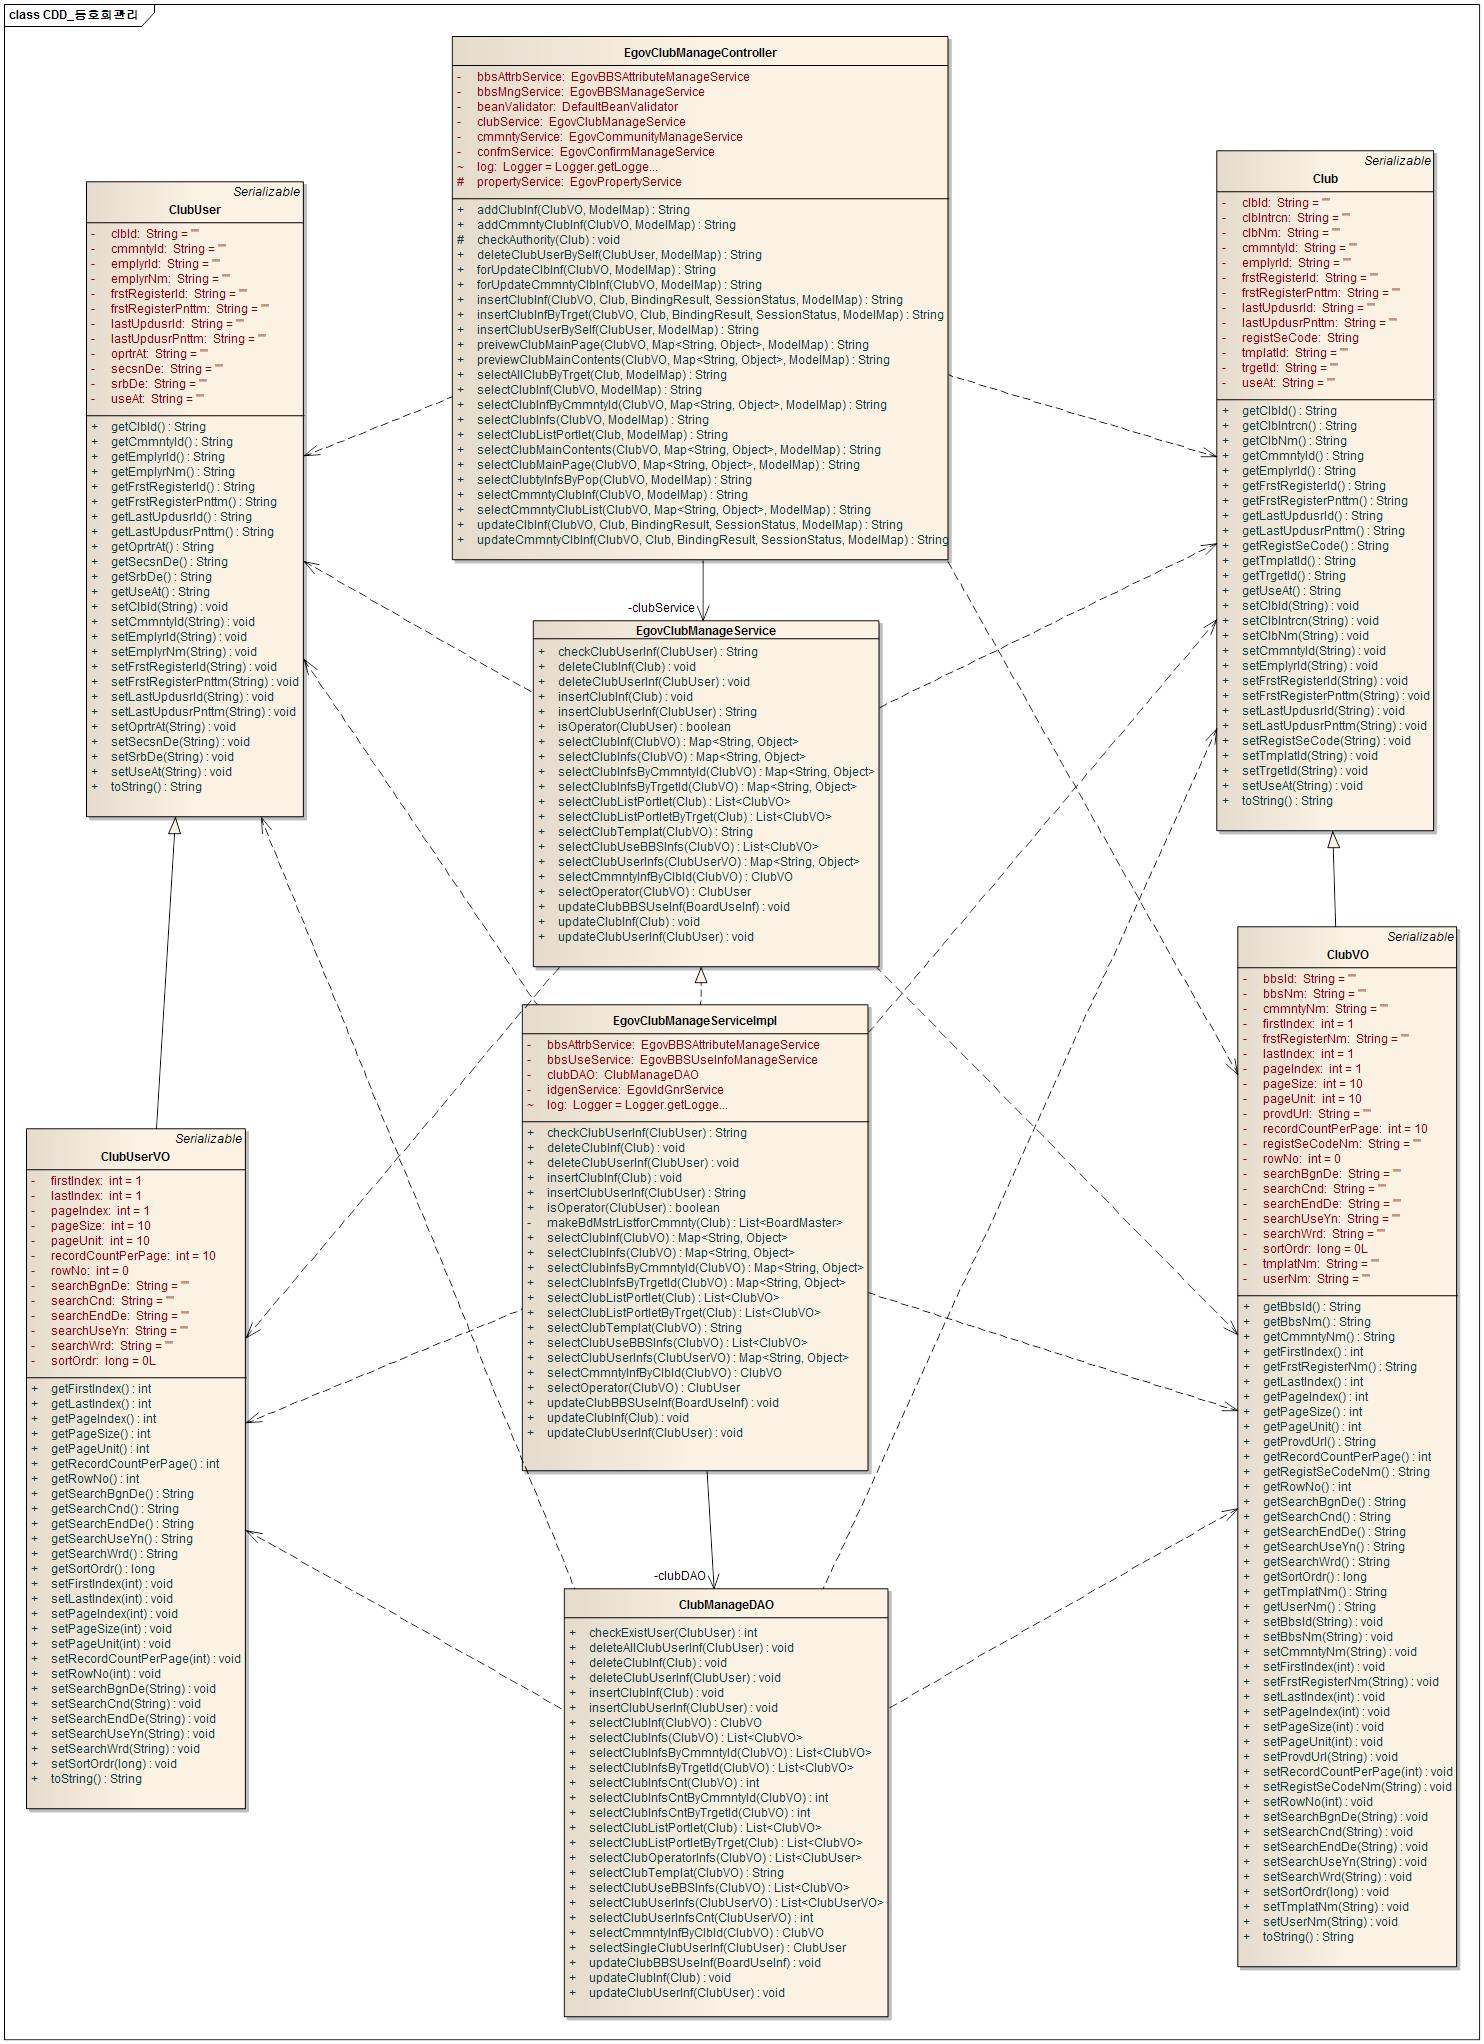 class CDD_동호회관리
EgovClubManageController
- bbsAttrbService: EgovBBSAttributeManageService
- bbsMngService: EgovBBSManageService
- beanValidator: DefaultBeanValidator
- clubService: EgovClubManageService
- cmmntyService: EgovCommunityManageService
- confmService: EgovConfirmManageService
~ log: Logger = Logger.getLogge...
# propertyService: EgovPropertyService
+ addClubInf(ClubVO, ModelMap) : String
+ addCmmntyClubInf(ClubVO, ModelMap) : String
# checkAuthority(Club) : void
+ deleteClubUserBySelf(ClubUser, ModelMap) : String
+ forUpdateClbInf(ClubVO, ModelMap) : String
+ forUpdateCmmntyClbInf(ClubVO, ModelMap) : String
+ insertClubInf(ClubVO, Club, BindingResult, SessionStatus, ModelMap) : String
+ insertClubInfByTrget(ClubVO, Club, BindingResult, SessionStatus, ModelMap) : String
+ insertClubUserBySelf(ClubUser, ModelMap) : String
+ preivewClubMainPage(ClubVO, Map<String, Object>, ModelMap) : String
+ previewClubMainContents(ClubVO, Map<String, Object>, ModelMap) : String
+ selectAllClubByTrget(Club, ModelMap) : String
+ selectClubInf(ClubVO, ModelMap) : String
+ selectClubInfByCmmntyId(ClubVO, Map<String, Object>, ModelMap) : String
+ selectClubInfs(ClubVO, ModelMap) : String
+ selectClubListPortlet(Club, ModelMap) : String
+ selectClubMainContents(ClubVO, Map<String, Object>, ModelMap) : String
+ selectClubMainPage(ClubVO, Map<String, Object>, ModelMap) : String
+ selectClubtyInfsByPop(ClubVO, ModelMap) : String
+ selectCmmntyClubInf(ClubVO, ModelMap) : String
+ selectCmmntyClubList(ClubVO, Map<String, Object>, ModelMap) : String
+ updateClbInf(ClubVO, Club, BindingResult, SessionStatus, ModelMap) : String
+ updateCmmntyClbInf(ClubVO, Club, BindingResult, SessionStatus, ModelMap) : String
Serializable
ClubUser
- clbId: String = ""
- cmmntyId: String = ""
- emplyrId: String = ""
- emplyrNm: String = ""
- frstRegisterId: String = ""
- frstRegisterPnttm: String = ""
- lastUpdusrId: String = ""
- lastUpdusrPnttm: String = ""
- oprtrAt: String = ""
- secsnDe: String = ""
- srbDe: String = ""
- useAt: String = ""
+ getClbId() : String
+ getCmmntyId() : String
+ getEmplyrId() : String
+ getEmplyrNm() : String
+ getFrstRegisterId() : String
+ getFrstRegisterPnttm() : String
+ getLastUpdusrId() : String
+ getLastUpdusrPnttm() : String
+ getOprtrAt() : String
+ getSecsnDe() : String
+ getSrbDe() : String
+ getUseAt() : String
+ setClbId(String) : void
+ setCmmntyId(String) : void
+ setEmplyrId(String) : void
+ setEmplyrNm(String) : void
+ setFrstRegisterId(String) : void
+ setFrstRegisterPnttm(String) : void
+ setLastUpdusrId(String) : void
+ setLastUpdusrPnttm(String) : void
+ setOprtrAt(String) : void
+ setSecsnDe(String) : void
+ setSrbDe(String) : void
+ setUseAt(String) : void
+ toString() : String
Serializable
Club
- clbId: String = ""
- clbIntrcn: String = ""
- clbNm: String = ""
- cmmntyId: String = ""
- emplyrId: String = ""
- frstRegisterId: String = ""
- frstRegisterPnttm: String = ""
- lastUpdusrId: String = ""
- lastUpdusrPnttm: String = ""
- registSeCode: String
- tmplatId: String = ""
- trgetId: String = ""
- useAt: String = ""
+ getClbId() : String
+ getClbIntrcn() : String
+ getClbNm() : String
+ getCmmntyId() : String
+ getEmplyrId() : String
+ getFrstRegisterId() : String
+ getFrstRegisterPnttm() : String
+ getLastUpdusrId() : String
+ getLastUpdusrPnttm() : String
+ getRegistSeCode() : String
+ getTmplatId() : String
+ getTrgetId() : String
+ getUseAt() : String
+ setClbId(String) : void
+ setClbIntrcn(String) : void
+ setClbNm(String) : void
+ setCmmntyId(String) : void
+ setEmplyrId(String) : void
+ setFrstRegisterId(String) : void
+ setFrstRegisterPnttm(String) : void
+ setLastUpdusrId(String) : void
+ setLastUpdusrPnttm(String) : void
+ setRegistSeCode(String) : void
+ setTmplatId(String) : void
+ setTrgetId(String) : void
+ setUseAt(String) : void
+ toString() : String
-clubService
EgovClubManageService
+ checkClubUserInf(ClubUser) : String
+ deleteClubInf(Club) : void
+ deleteClubUserInf(ClubUser) : void
+ insertClubInf(Club) : void
+ insertClubUserInf(ClubUser) : String
+ isOperator(ClubUser) : boolean
+ selectClubInf(ClubVO) : Map<String, Object>
+ selectClubInfs(ClubVO) : Map<String, Object>
+ selectClubInfsByCmmntyId(ClubVO) : Map<String, Object>
+ selectClubInfsByTrgetId(ClubVO) : Map<String, Object>
+ selectClubListPortlet(Club) : List<ClubVO>
+ selectClubListPortletByTrget(Club) : List<ClubVO>
+ selectClubTemplat(ClubVO) : String
+ selectClubUseBBSInfs(ClubVO) : List<ClubVO>
+ selectClubUserInfs(ClubUserVO) : Map<String, Object>
+ selectCmmntyInfByClbId(ClubVO) : ClubVO
+ selectOperator(ClubVO) : ClubUser
+ updateClubBBSUseInf(BoardUseInf) : void
+ updateClubInf(Club) : void
+ updateClubUserInf(ClubUser) : void
EgovClubManageServiceImpl
- bbsAttrbService: EgovBBSAttributeManageService
- bbsUseService: EgovBBSUseInfoManageService
- clubDAO: ClubManageDAO
- idgenService: EgovIdGnrService
~ log: Logger = Logger.getLogge...
+ checkClubUserInf(ClubUser) : String
+ deleteClubInf(Club) : void
+ deleteClubUserInf(ClubUser) : void
+ insertClubInf(Club) : void
+ insertClubUserInf(ClubUser) : String
+ isOperator(ClubUser) : boolean
- makeBdMstrListforCmmnty(Club) : List<BoardMaster>
+ selectClubInf(ClubVO) : Map<String, Object>
+ selectClubInfs(ClubVO) : Map<String, Object>
+ selectClubInfsByCmmntyId(ClubVO) : Map<String, Object>
+ selectClubInfsByTrgetId(ClubVO) : Map<String, Object>
+ selectClubListPortlet(Club) : List<ClubVO>
+ selectClubListPortletByTrget(Club) : List<ClubVO>
+ selectClubTemplat(ClubVO) : String
+ selectClubUseBBSInfs(ClubVO) : List<ClubVO>
+ selectClubUserInfs(ClubUserVO) : Map<String, Object>
+ selectCmmntyInfByClbId(ClubVO) : ClubVO
+ selectOperator(ClubVO) : ClubUser
+ updateClubBBSUseInf(BoardUseInf) : void
+ updateClubInf(Club) : void
+ updateClubUserInf(ClubUser) : void
Serializable
ClubUserVO
- firstIndex: int = 1
- lastIndex: int = 1
- pageIndex: int = 1
- pageSize: int = 10
- pageUnit: int = 10
- recordCountPerPage: int = 10
- rowNo: int = 0
- searchBgnDe: String = ""
- searchCnd: String = ""
- searchEndDe: String = ""
- searchUseYn: String = ""
- searchWrd: String = ""
- sortOrdr: long = 0L
+ getFirstIndex() : int
+ getLastIndex() : int
+ getPageIndex() : int
+ getPageSize() : int
+ getPageUnit() : int
+ getRecordCountPerPage() : int
+ getRowNo() : int
+ getSearchBgnDe() : String
+ getSearchCnd() : String
+ getSearchEndDe() : String
+ getSearchUseYn() : String
+ getSearchWrd() : String
+ getSortOrdr() : long
+ setFirstIndex(int) : void
+ setLastIndex(int) : void
+ setPageIndex(int) : void
+ setPageSize(int) : void
+ setPageUnit(int) : void
+ setRecordCountPerPage(int) : void
+ setRowNo(int) : void
+ setSearchBgnDe(String) : void
+ setSearchCnd(String) : void
+ setSearchEndDe(String) : void
+ setSearchUseYn(String) : void
+ setSearchWrd(String) : void
+ setSortOrdr(long) : void
+ toString() : String
Serializable
ClubVO
- bbsId: String = ""
- bbsNm: String = ""
- cmmntyNm: String = ""
- firstIndex: int = 1
- frstRegisterNm: String = ""
- lastIndex: int = 1
- pageIndex: int = 1
- pageSize: int = 10
- pageUnit: int = 10
- provdUrl: String = ""
- recordCountPerPage: int = 10
- registSeCodeNm: String = ""
- rowNo: int = 0
- searchBgnDe: String = ""
- searchCnd: String = ""
- searchEndDe: String = ""
- searchUseYn: String = ""
- searchWrd: String = ""
- sortOrdr: long = 0L
- tmplatNm: String = ""
- userNm: String = ""
+ getBbsId() : String
+ getBbsNm() : String
+ getCmmntyNm() : String
+ getFirstIndex() : int
+ getFrstRegisterNm() : String
+ getLastIndex() : int
+ getPageIndex() : int
+ getPageSize() : int
+ getPageUnit() : int
+ getProvdUrl() : String
+ getRecordCountPerPage() : int
+ getRegistSeCodeNm() : String
+ getRowNo() : int
+ getSearchBgnDe() : String
+ getSearchCnd() : String
+ getSearchEndDe() : String
+ getSearchUseYn() : String
+ getSearchWrd() : String
+ getSortOrdr() : long
+ getTmplatNm() : String
+ getUserNm() : String
+ setBbsId(String) : void
+ setBbsNm(String) : void
+ setCmmntyNm(String) : void
+ setFirstIndex(int) : void
+ setFrstRegisterNm(String) : void
+ setLastIndex(int) : void
+ setPageIndex(int) : void
+ setPageSize(int) : void
+ setPageUnit(int) : void
+ setProvdUrl(String) : void
+ setRecordCountPerPage(int) : void
+ setRegistSeCodeNm(String) : void
+ setRowNo(int) : void
+ setSearchBgnDe(String) : void
+ setSearchCnd(String) : void
+ setSearchEndDe(String) : void
+ setSearchUseYn(String) : void
+ setSearchWrd(String) : void
+ setSortOrdr(long) : void
+ setTmplatNm(String) : void
+ setUserNm(String) : void
+ toString() : String
-clubDAO
ClubManageDAO
+ checkExistUser(ClubUser) : int
+ deleteAllClubUserInf(ClubUser) : void
+ deleteClubInf(Club) : void
+ deleteClubUserInf(ClubUser) : void
+ insertClubInf(Club) : void
+ insertClubUserInf(ClubUser) : void
+ selectClubInf(ClubVO) : ClubVO
+ selectClubInfs(ClubVO) : List<ClubVO>
+ selectClubInfsByCmmntyId(ClubVO) : List<ClubVO>
+ selectClubInfsByTrgetId(ClubVO) : List<ClubVO>
+ selectClubInfsCnt(ClubVO) : int
+ selectClubInfsCntByCmmntyId(ClubVO) : int
+ selectClubInfsCntByTrgetId(ClubVO) : int
+ selectClubListPortlet(Club) : List<ClubVO>
+ selectClubListPortletByTrget(Club) : List<ClubVO>
+ selectClubOperatorInfs(ClubVO) : List<ClubUser>
+ selectClubTemplat(ClubVO) : String
+ selectClubUseBBSInfs(ClubVO) : List<ClubVO>
+ selectClubUserInfs(ClubUserVO) : List<ClubUserVO>
+ selectClubUserInfsCnt(ClubUserVO) : int
+ selectCmmntyInfByClbId(ClubVO) : ClubVO
+ selectSingleClubUserInf(ClubUser) : ClubUser
+ updateClubBBSUseInf(BoardUseInf) : void
+ updateClubInf(Club) : void
+ updateClubUserInf(ClubUser) : void